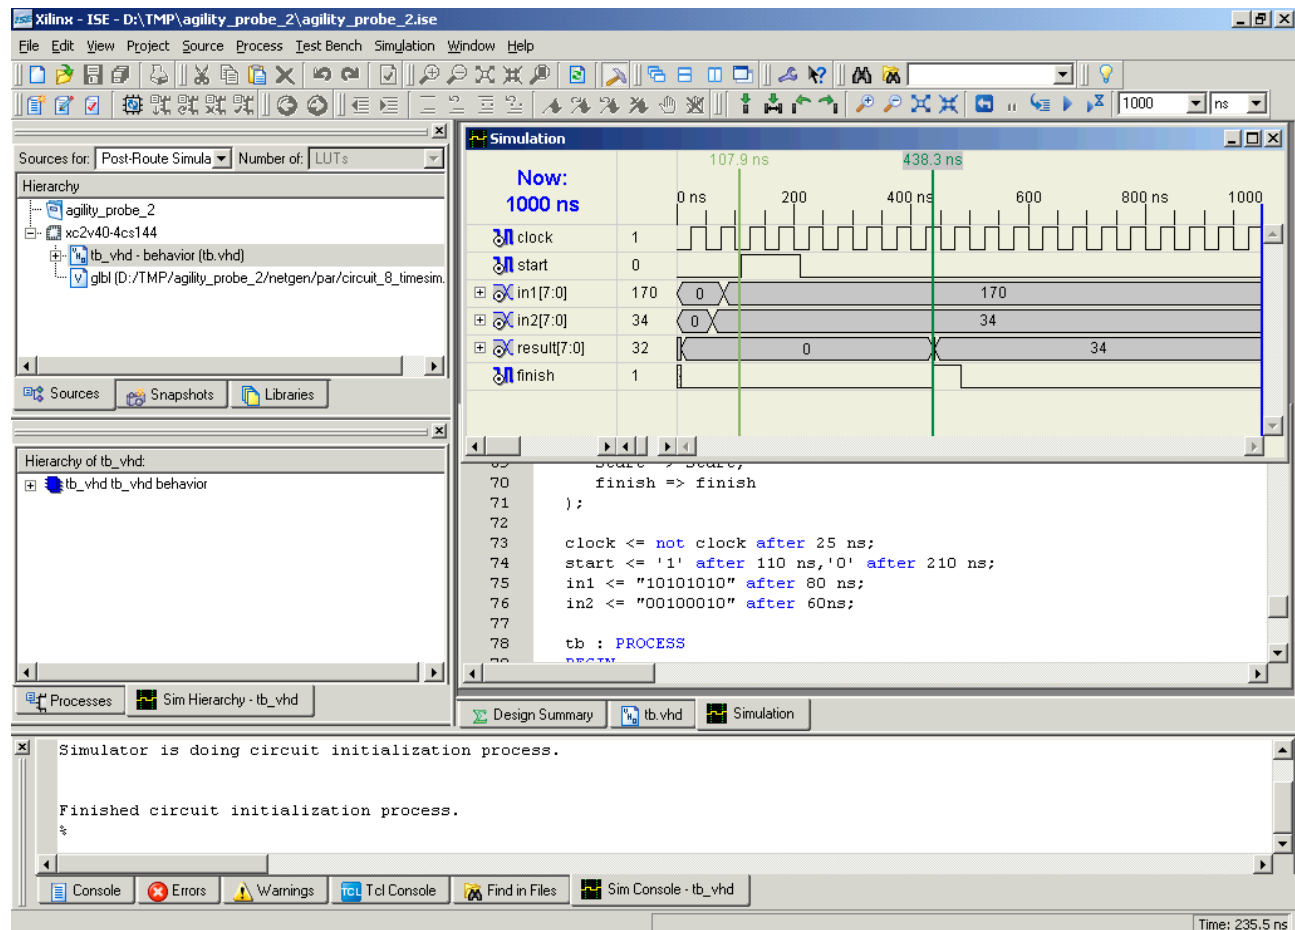 Xilinx - ISE - D:\TMP\agility_probe_2\agility_probe_2.ise
File Edit View Project Source Process Test Bench Simulation Window Help
1000 ns
Sources for: Post-Route Simula Number of: LUTs
Hierarchy
agility_probe_2
xc2v40-4cs144
tb_vhd - behavior (tb.vhd)
glbl (D:/TMP/agility_probe_2/netgen/par/circuit_8_timesim.
Sources Snapshots Libraries
Hierarchy of tb_vhd:
tb_vhd tb_vhd behavior
Processes Sim Hierarchy - tb_vhd
Simulation
107.9 ns 438.3 ns
Now:
1000 ns
0 ns 200 400 ns 600 800 ns 1000
clock 1
start 0
in1[7:0] 170 0 170
in2[7:0] 34 0 34
result[7:0] 32 0 34
finish 1
70 finish => finish
71 );
72
73 clock <= not clock after 25 ns;
74 start <= '1' after 110 ns,'0' after 210 ns;
75 in1 <= "10101010" after 80 ns;
76 in2 <= "00100010" after 60ns;
77
78 tb : PROCESS
Design Summary tb.vhd Simulation
Simulator is doing circuit initialization process.
Finished circuit initialization process.
%
Console Errors Warnings TCL Tcl Console Find in Files Sim Console - tb_vhd
Time: 235.5 ns